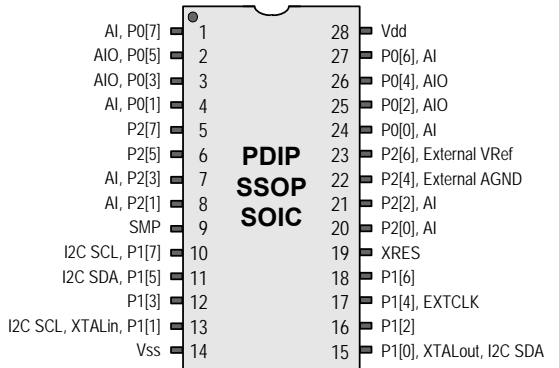 AI, P0[7] 1 28 Vdd
AIO, P0[5] 2 27 P0[6], AI
AIO, P0[3] 3 26 P0[4], AIO
AI, P0[1] 4 25 P0[2], AIO
P2[7] 5 24 P0[0], AI
P2[5] 6 PDIP 23 P2[6], External VRef
AI, P2[3] 7 SSOP 22 P2[4], External AGND
AI, P2[1] 8 SOIC 21 P2[2], AI
SMP 9 20 P2[0], AI
I2C SCL, P1[7] 10 19 XRES
I2C SDA, P1[5] 11 18 P1[6]
P1[3] 12 17 P1[4], EXTCLK
I2C SCL, XTALin, P1[1] 13 16 P1[2]
Vss 14 15 P1[0], XTALout, I2C SDA